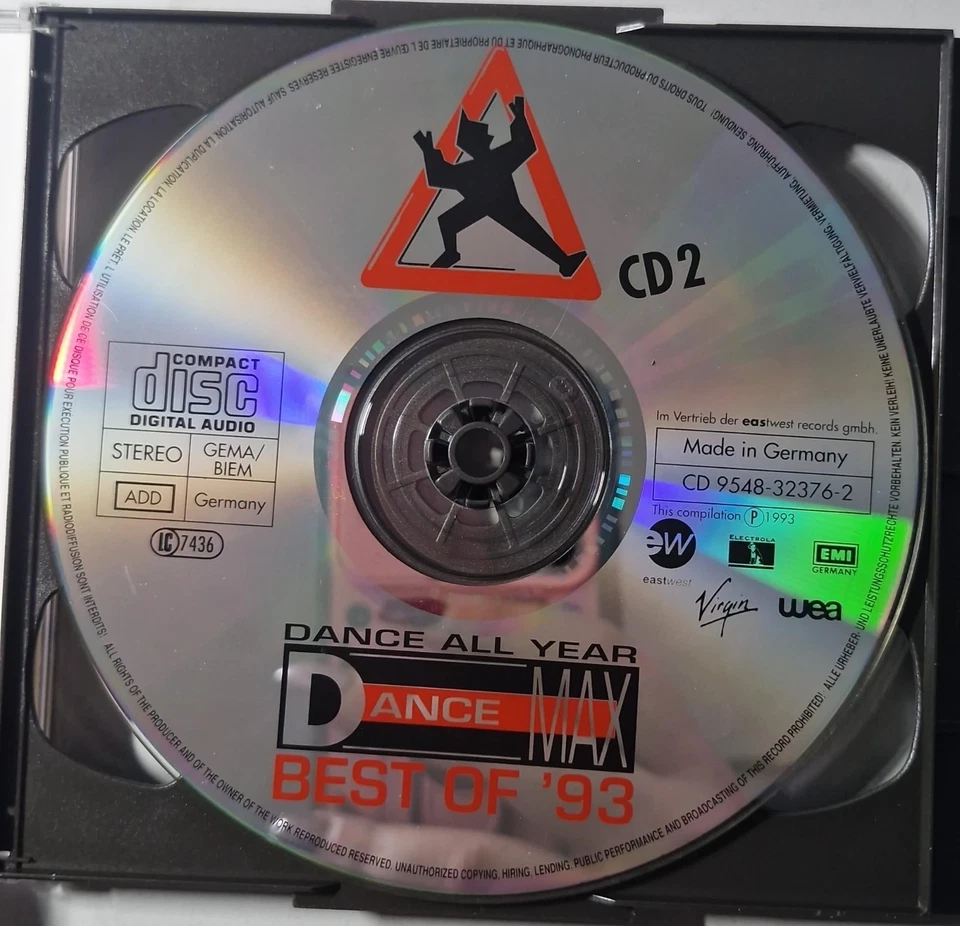 CD 2
COMPACT
disc
DIGITAL AUDIO
STEREO
GEMA/
BIEM
ADD
Germany
LC 7436
Im Vertrieb der eastwest records gmbh.
Made in Germany
CD 9548-32376-2
This compilation Ⓟ 1993
ew
eastwest
ELECTROLA
EMI
GERMANY
Virgin
wea
DANCE ALL YEAR
DANCE MAX
BEST OF '93
ALL RIGHTS OF THE PRODUCER AND OF THE OWNER OF THE WORK REPRODUCED RESERVED. UNAUTHORIZED COPYING, HIRING, LENDING, PUBLIC PERFORMANCE AND BROADCASTING OF THIS RECORD PROHIBITED!
ALLE URHEBER- UND LEISTUNGSSCHUTZRECHTE VORBEHALTEN. KEIN VERLEIH! KEINE UNERLAUBTE VERVIELFÄLTIGUNG, VERMIETUNG, AUFFÜHRUNG, SENDUNG!
TOUS DROITS DU PRODUCTEUR PHONOGRAPHIQUE ET DU PROPRIETAIRE DE L ŒUVRE ENREGISTREE RESERVES. SAUF AUTORISATION, LA DUPLICATION, LA LOCATION, LE PRÊT, L UTILISATION DE CE DISQUE POUR EXÉCUTION PUBLIQUE ET RADIODIFFUSION SONT INTERDITS!